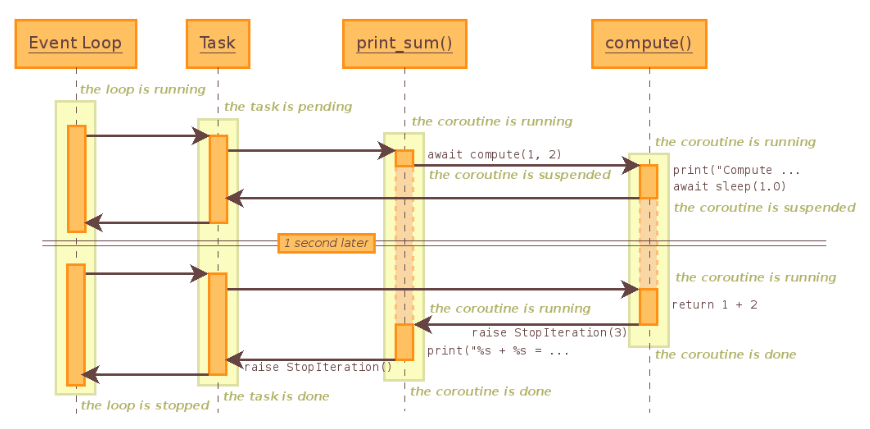 Event Loop
Task
print_sum()
compute()
the loop is running
the task is pending
the coroutine is running
the coroutine is running
await compute(1, 2)
the coroutine is suspended
print("Compute ...
await sleep(1.0)
the coroutine is suspended
1 second later
the coroutine is running
the coroutine is running
return 1 + 2
raise StopIteration(3)
print("%s + %s = ...
the coroutine is done
raise StopIteration()
the coroutine is done
the task is done
the loop is stopped